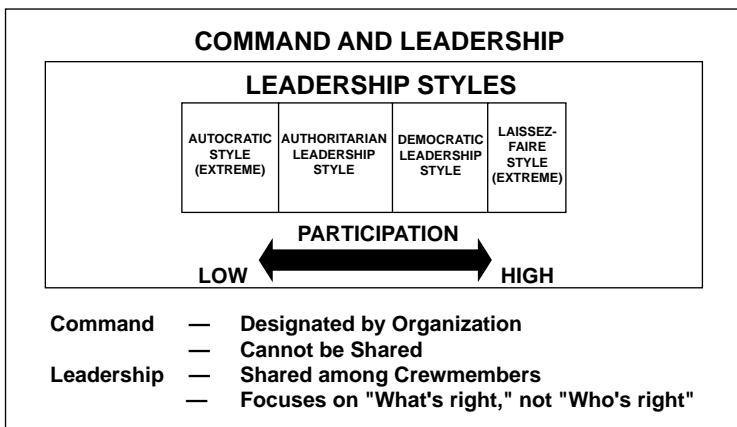 COMMAND AND LEADERSHIP
LEADERSHIP STYLES
AUTOCRATIC
STYLE
(EXTREME)
AUTHORITARIAN
LEADERSHIP
STYLE
DEMOCRATIC
LEADERSHIP
STYLE
LAISSEZ-
FAIRE
STYLE
(EXTREME)
PARTICIPATION
LOW HIGH
Command — Designated by Organization
— Cannot be Shared
Leadership — Shared among Crewmembers
— Focuses on "What's right," not "Who's right"